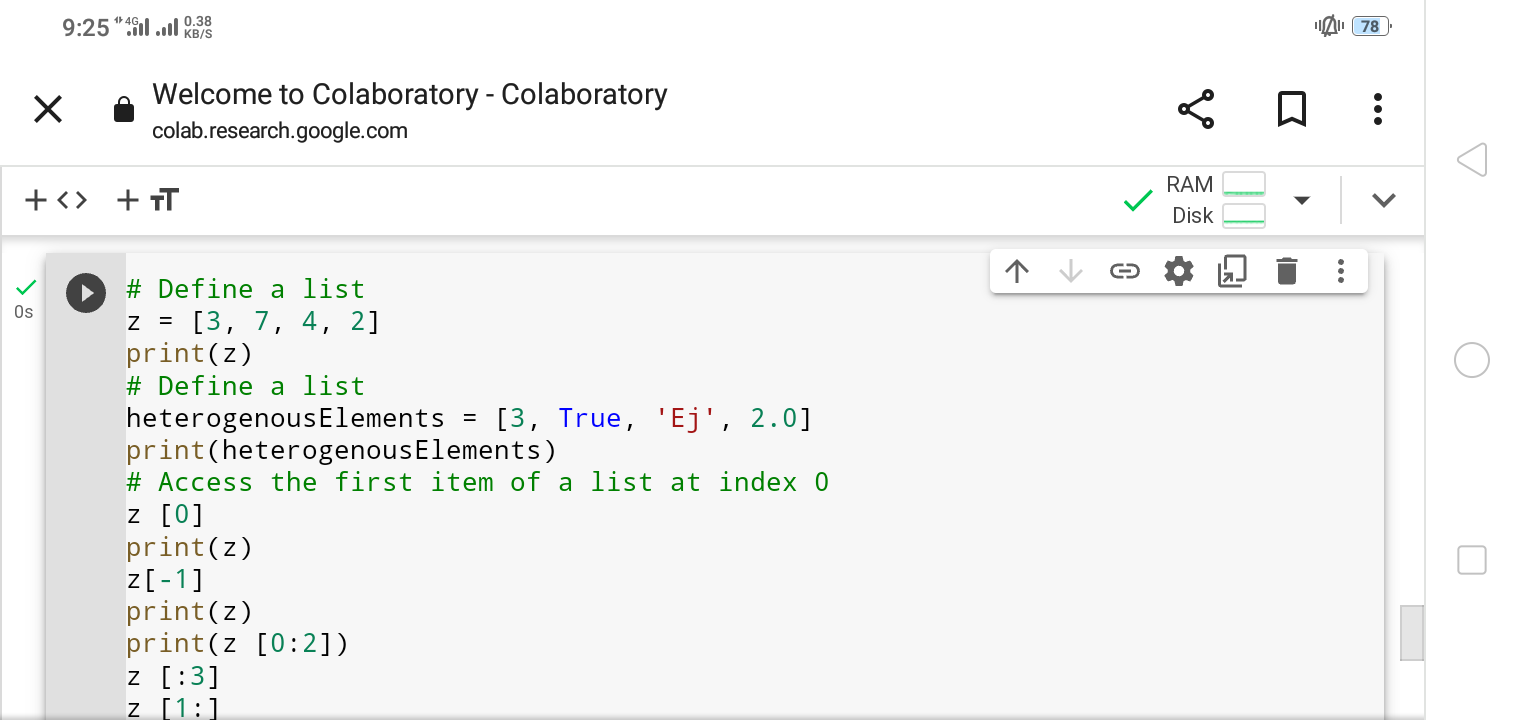 9:25 4G 0.38 KB/S 78
Welcome to Colaboratory - Colaboratory
colab.research.google.com
RAM
Disk
0s
# Define a list
z = [3, 7, 4, 2]
print(z)
# Define a list
heterogenousElements = [3, True, 'Ej', 2.0]
print(heterogenousElements)
# Access the first item of a list at index 0
z [0]
print(z)
z[-1]
print(z)
print(z [0:2])
z [:3]
z [1:]